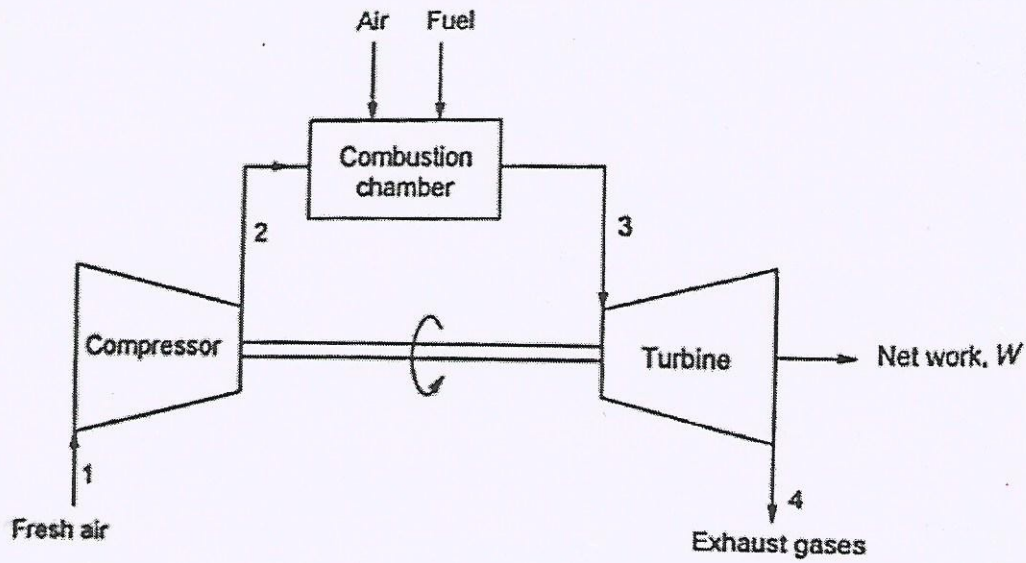 Air Fuel
Combustion
chamber
2
3
Compressor
Turbine
Net work, W
1
Fresh air
4
Exhaust gases